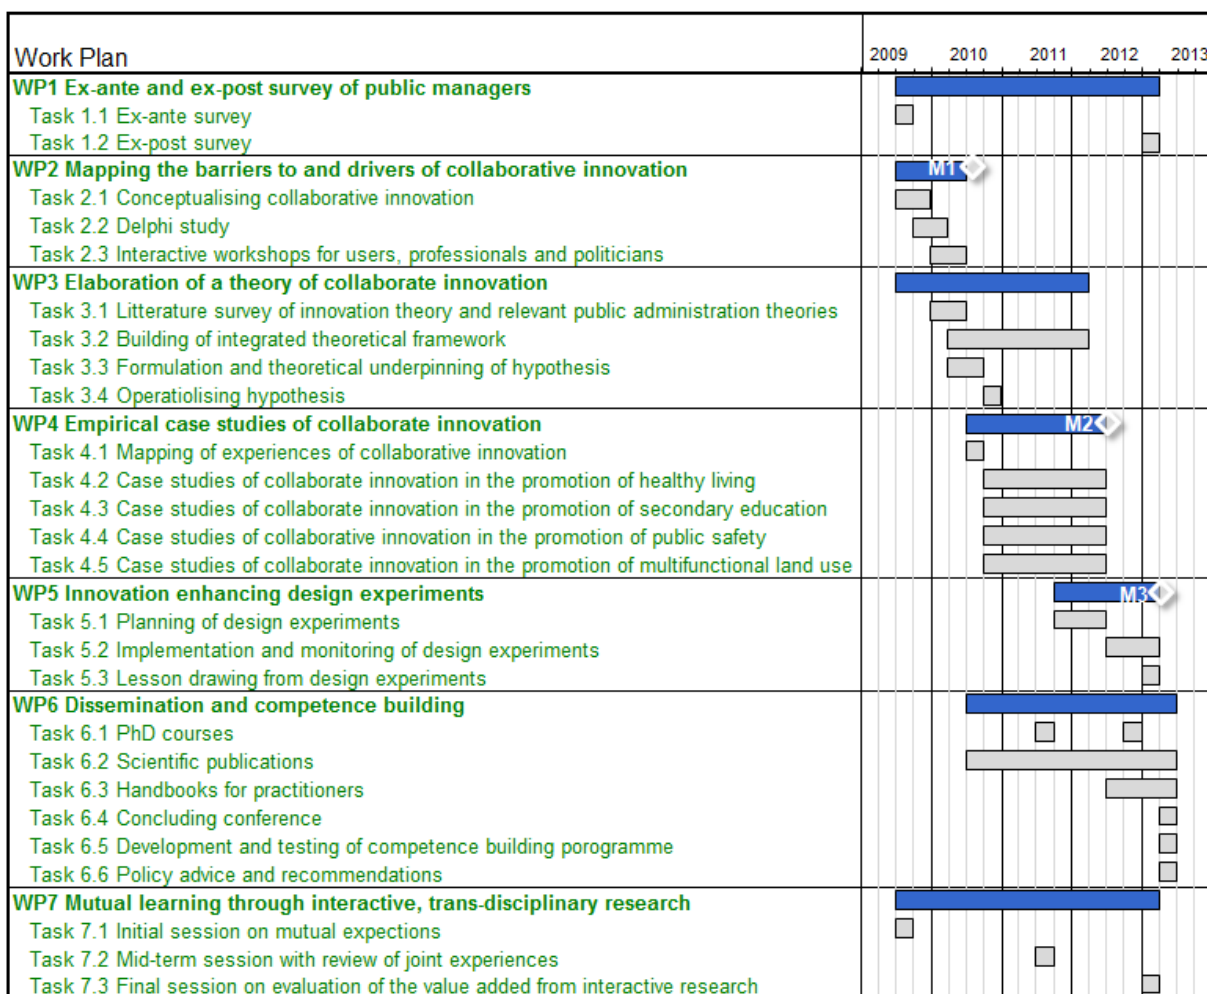 Work Plan 2009 2010 2011 2012 2013
WP1 Ex-ante and ex-post survey of public managers
Task 1.1 Ex-ante survey
Task 1.2 Ex-post survey
WP2 Mapping the barriers to and drivers of collaborative innovation M1
Task 2.1 Conceptualising collaborative innovation
Task 2.2 Delphi study
Task 2.3 Interactive workshops for users, professionals and politicians
WP3 Elaboration of a theory of collaborate innovation
Task 3.1 Litterature survey of innovation theory and relevant public administration theories
Task 3.2 Building of integrated theoretical framework
Task 3.3 Formulation and theoretical underpinning of hypothesis
Task 3.4 Operatiolising hypothesis
WP4 Empirical case studies of collaborate innovation M2
Task 4.1 Mapping of experiences of collaborative innovation
Task 4.2 Case studies of collaborate innovation in the promotion of healthy living
Task 4.3 Case studies of collaborate innovation in the promotion of secondary education
Task 4.4 Case studies of collaborative innovation in the promotion of public safety
Task 4.5 Case studies of collaborate innovation in the promotion of multifunctional land use
WP5 Innovation enhancing design experiments M3
Task 5.1 Planning of design experiments
Task 5.2 Implementation and monitoring of design experiments
Task 5.3 Lesson drawing from design experiments
WP6 Dissemination and competence building
Task 6.1 PhD courses
Task 6.2 Scientific publications
Task 6.3 Handbooks for practitioners
Task 6.4 Concluding conference
Task 6.5 Development and testing of competence building porogramme
Task 6.6 Policy advice and recommendations
WP7 Mutual learning through interactive, trans-disciplinary research
Task 7.1 Initial session on mutual expections
Task 7.2 Mid-term session with review of joint experiences
Task 7.3 Final session on evaluation of the value added from interactive research